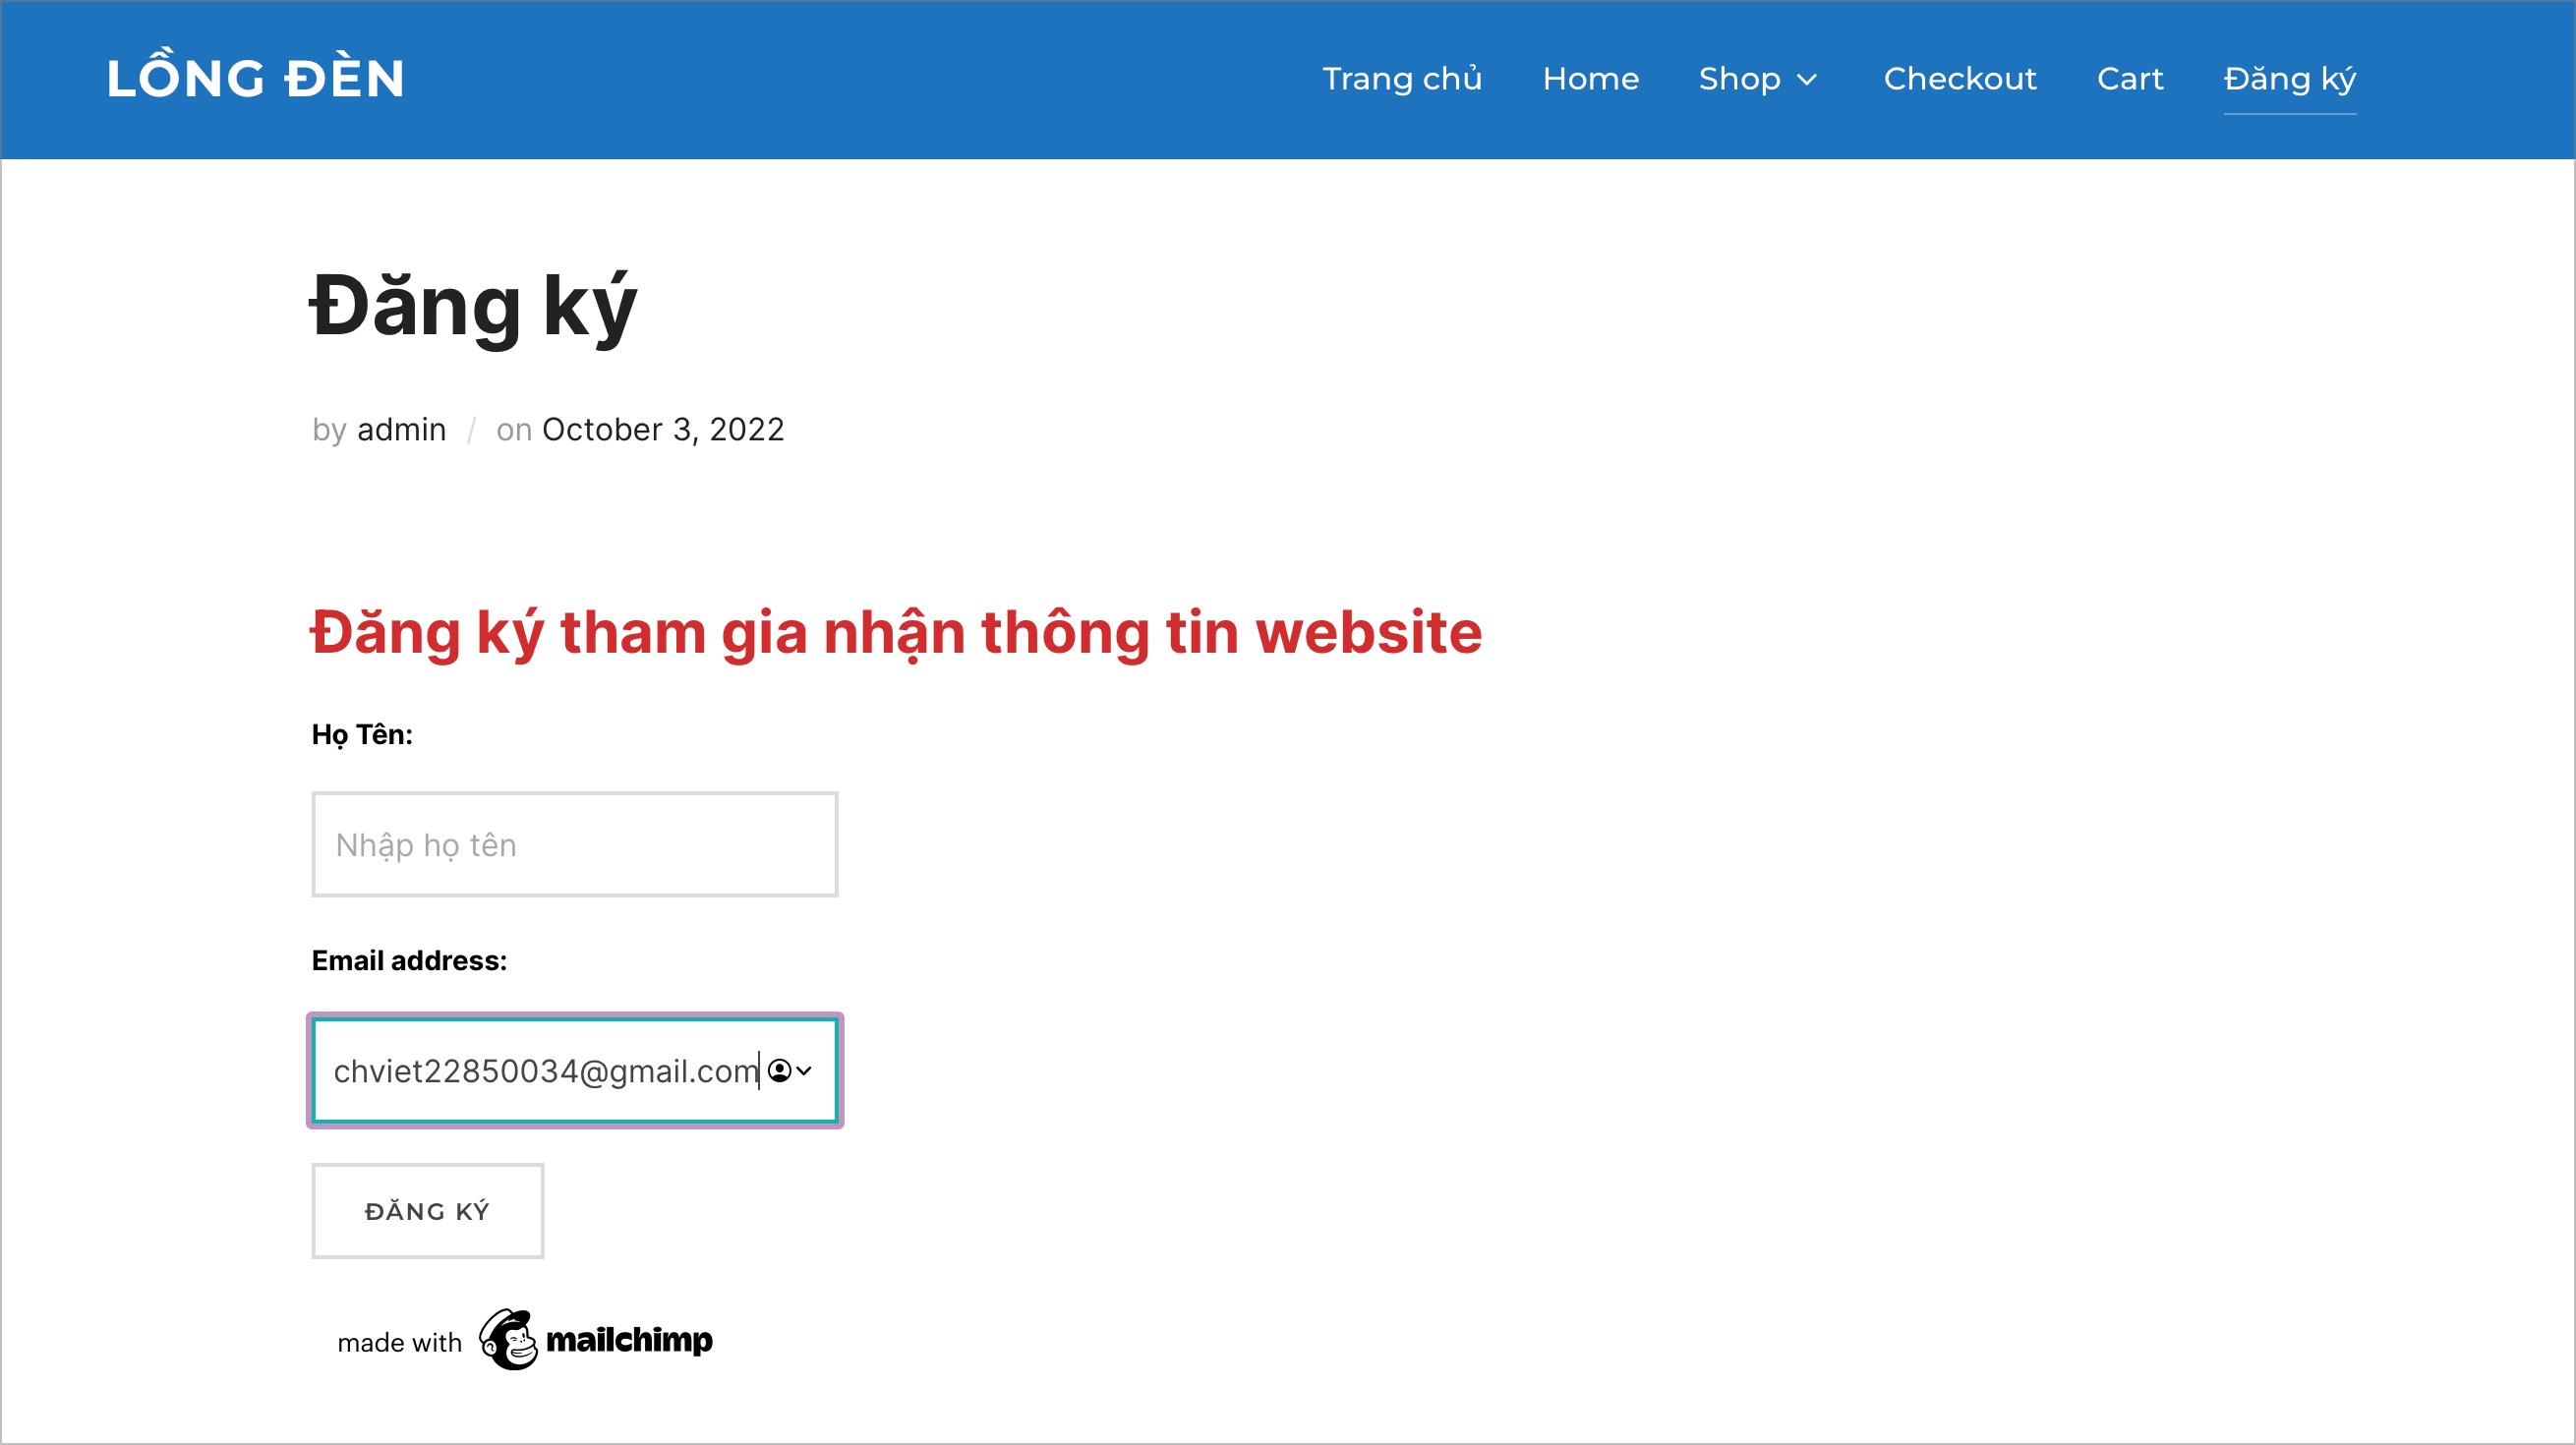 LỒNG ĐÈN
Trang chủ Home Shop Checkout Cart Đăng ký
Đăng ký
by admin / on October 3, 2022
Đăng ký tham gia nhận thông tin website
Họ Tên:
Nhập họ tên
Email address:
chviet22850034@gmail.com
ĐĂNG KÝ
made with mailchimp